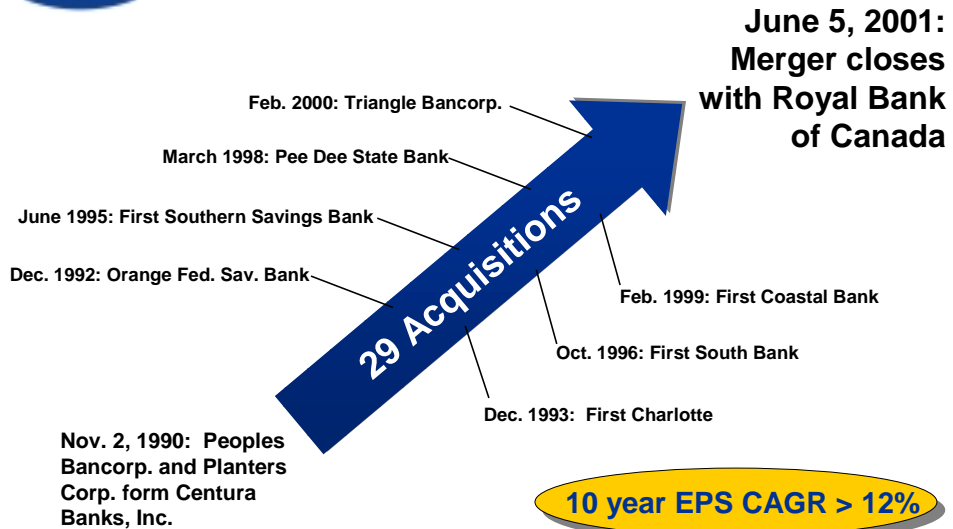 June 5, 2001:
Merger closes
with Royal Bank
of Canada
Feb. 2000: Triangle Bancorp.
March 1998: Pee Dee State Bank
June 1995: First Southern Savings Bank
Dec. 1992: Orange Fed. Sav. Bank
29 Acquisitions
Feb. 1999: First Coastal Bank
Oct. 1996: First South Bank
Dec. 1993: First Charlotte
Nov. 2, 1990: Peoples
Bancorp. and Planters
Corp. form Centura
Banks, Inc.
10 year EPS CAGR > 12%